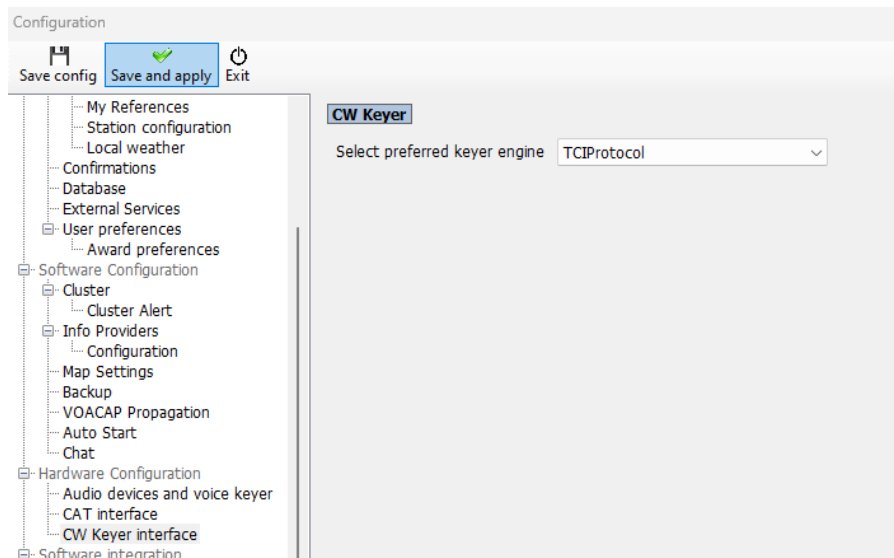 Configuration
Save config
Save and apply
Exit
My References
Station configuration
Local weather
Confirmations
Database
External Services
User preferences
Award preferences
Software Configuration
Cluster
Cluster Alert
Info Providers
Configuration
Map Settings
Backup
VOACAP Propagation
Auto Start
Chat
Hardware Configuration
Audio devices and voice keyer
CAT interface
CW Keyer interface
Software integration
CW Keyer
Select preferred keyer engine
TCIProtocol